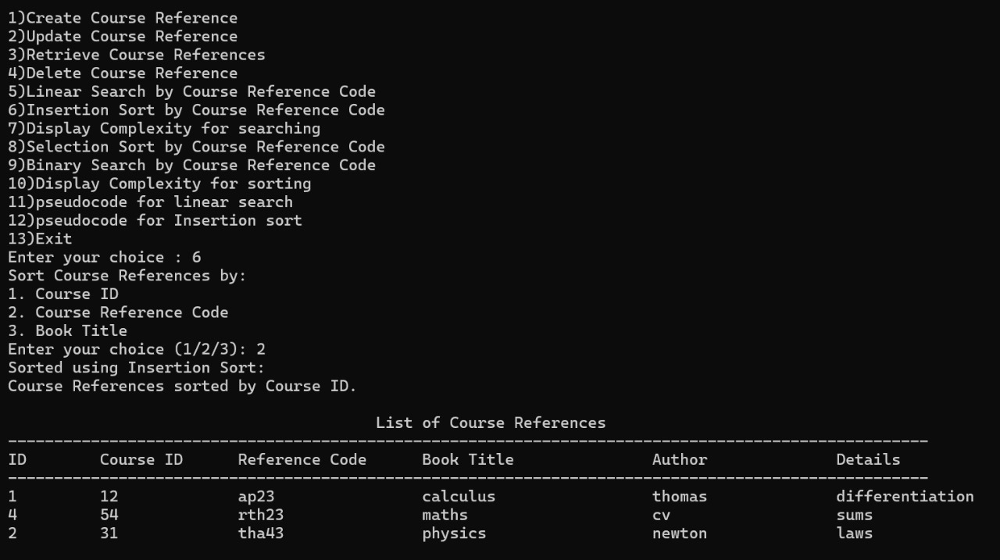 1)Create Course Reference
2)Update Course Reference
3)Retrieve Course References
4)Delete Course Reference
5)Linear Search by Course Reference Code
6)Insertion Sort by Course Reference Code
7)Display Complexity for searching
8)Selection Sort by Course Reference Code
9)Binary Search by Course Reference Code
10)Display Complexity for sorting
11)pseudocode for linear search
12)pseudocode for Insertion sort
13)Exit
Enter your choice : 6
Sort Course References by:
1. Course ID
2. Course Reference Code
3. Book Title
Enter your choice (1/2/3): 2
Sorted using Insertion Sort:
Course References sorted by Course ID.
List of Course References
----------------------------------------------------------------------------------------------------
ID Course ID Reference Code Book Title Author Details
----------------------------------------------------------------------------------------------------
1 12 ap23 calculus thomas differentiation
4 54 rth23 maths cv sums
2 31 tha43 physics newton laws